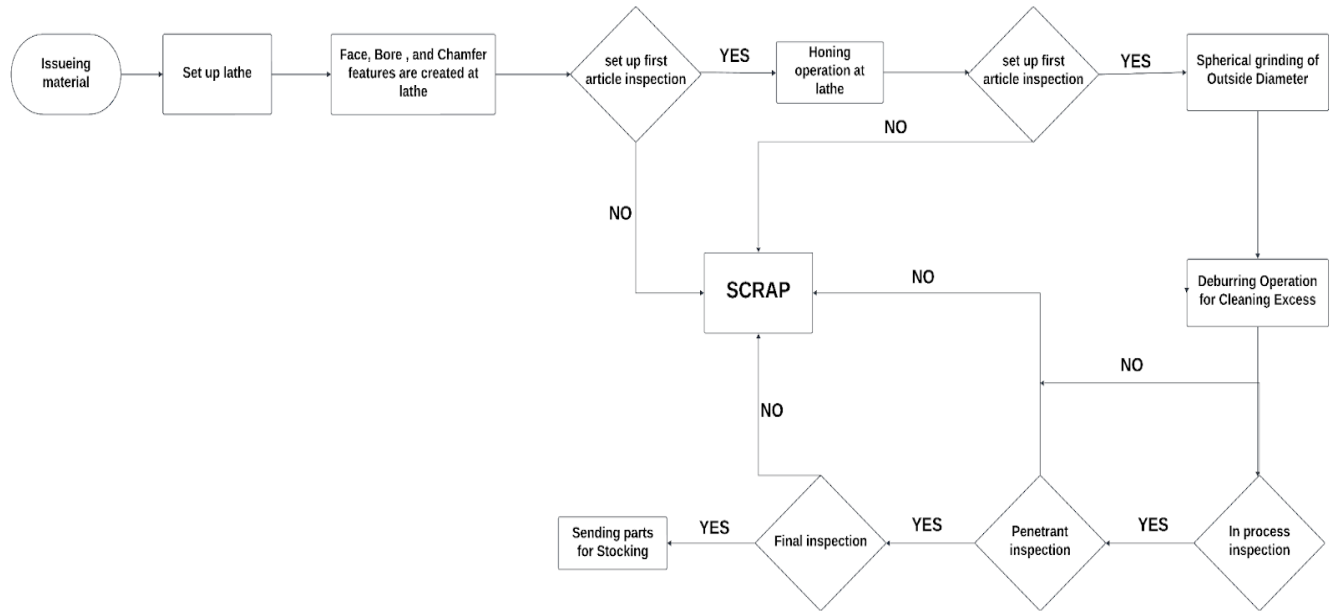 Issueing
material
Set up lathe
Face, Bore , and Chamfer
features are created at
lathe
set up first
article inspection
YES
Honing
operation at
lathe
set up first
article inspection
YES
Spherical grinding of
Outside Diameter
NO
NO
SCRAP
NO
Deburring Operation
for Cleaning Excess
NO
NO
Sending parts
for Stocking
YES
Final inspection
YES
Penetrant
inspection
YES
In process
inspection